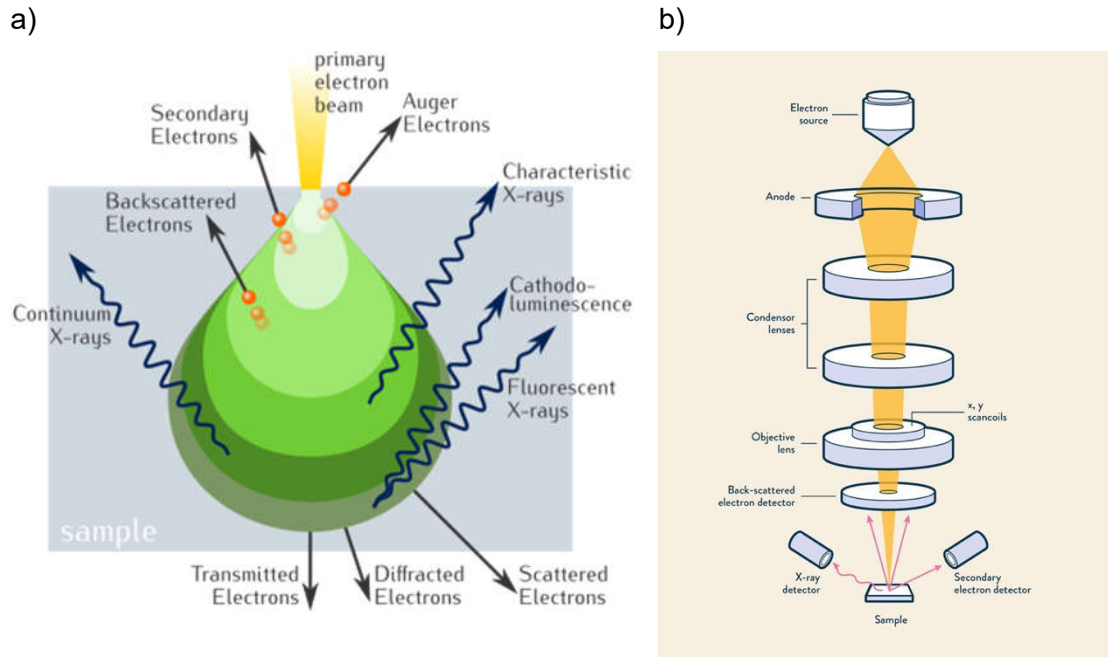 a)
primary
electron
beam
Secondary
Electrons
Auger
Electrons
Backscattered
Electrons
Characteristic
X-rays
Continuum
X-rays
Cathodo-
luminescence
Fluorescent
X-rays
sample
Transmitted
Electrons
Diffracted
Electrons
Scattered
Electrons
b)
Electron
source
Anode
Condensor
lenses
x, y
scancoils
Objective
lens
Back-scattered
electron detector
X-ray
detector
Secondary
electron detector
Sample